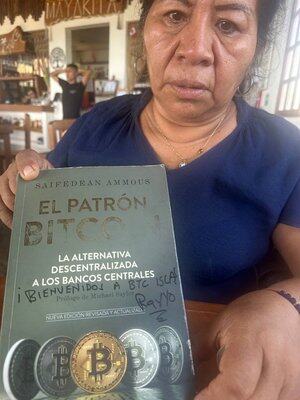 MAYAKITA
SAIFEDEAN AMMOUS
EL PATRÓN
BITCOIN
LA ALTERNATIVA
DESCENTRALIZADA
A LOS BANCOS CENTRALES
Prólogo de Michael Saylor
¡BIENVENIDOS A BTC ISLA!
RAYYO
NUEVA EDICIÓN REVISADA Y ACTUALIZADA